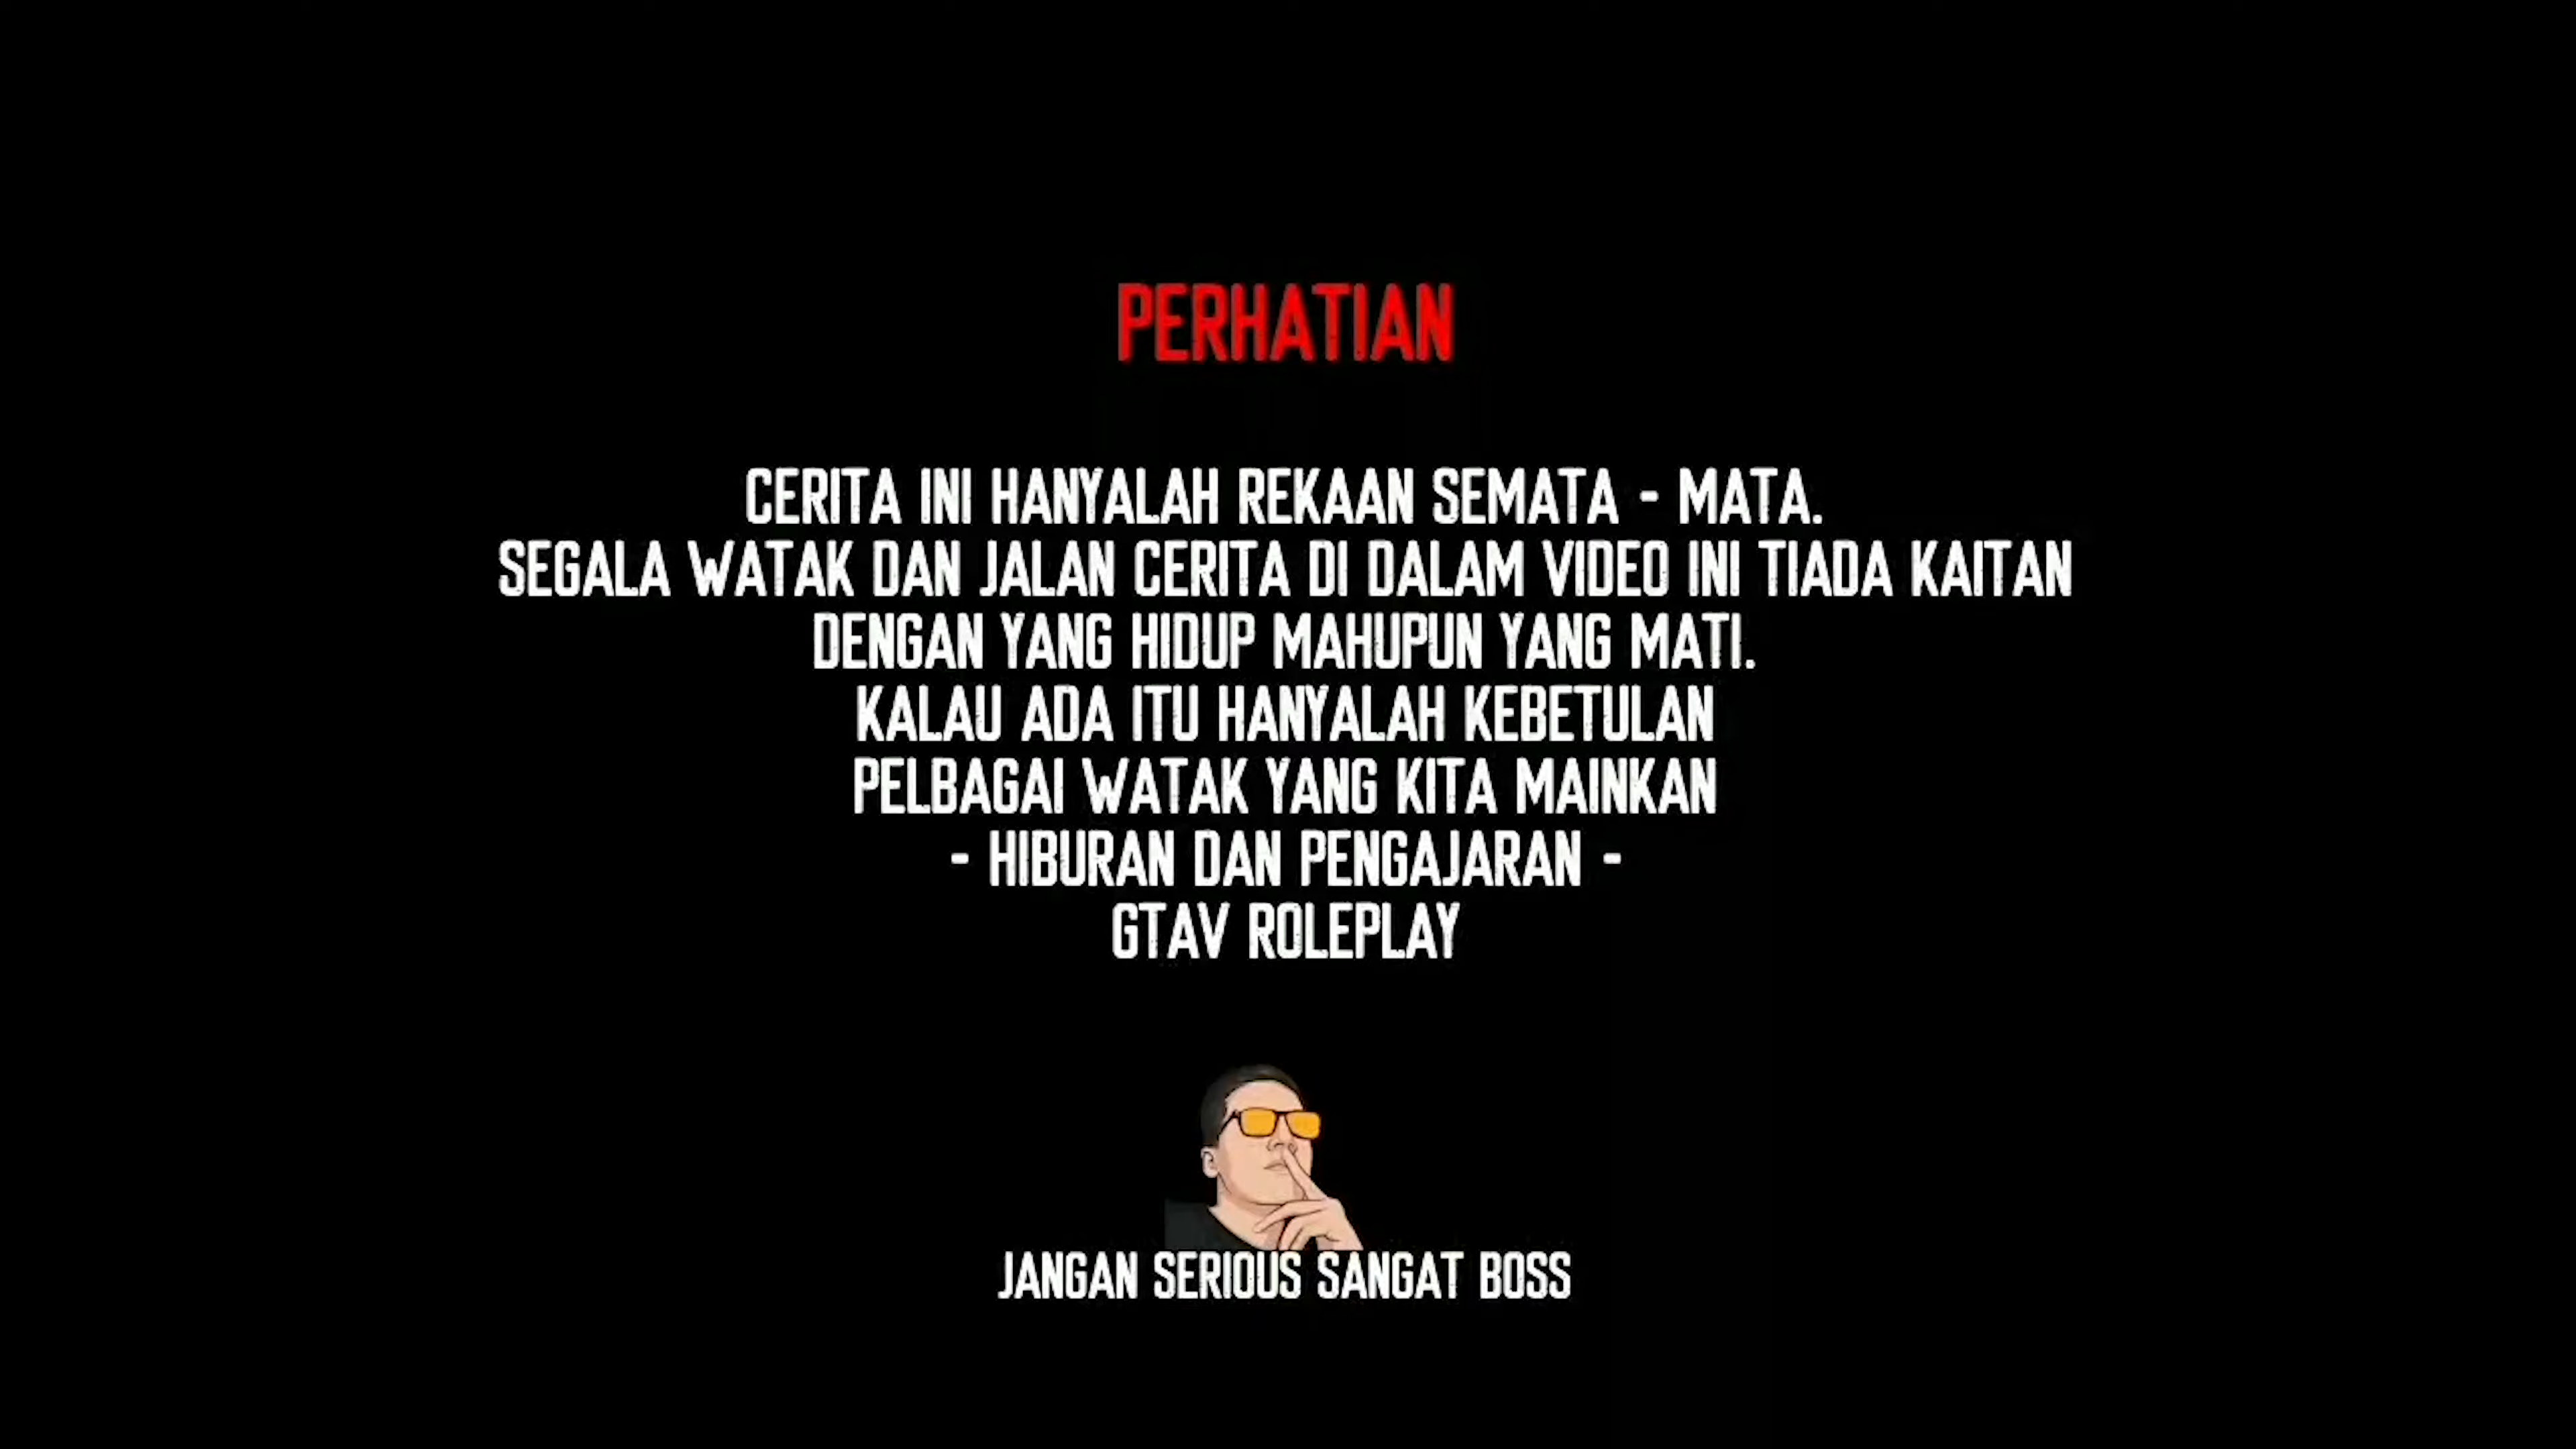 PERHATIAN
CERITA INI HANYALAH REKAAN SEMATA - MATA.
SEGALA WATAK DAN JALAN CERITA DI DALAM VIDEO INI TIADA KAITAN
DENGAN YANG HIDUP MAHUPUN YANG MATI.
KALAU ADA ITU HANYALAH KEBETULAN
PELBAGAI WATAK YANG KITA MAINKAN
- HIBURAN DAN PENGAJARAN -
GTAV ROLEPLAY
JANGAN SERIOUS SANGAT BOSS